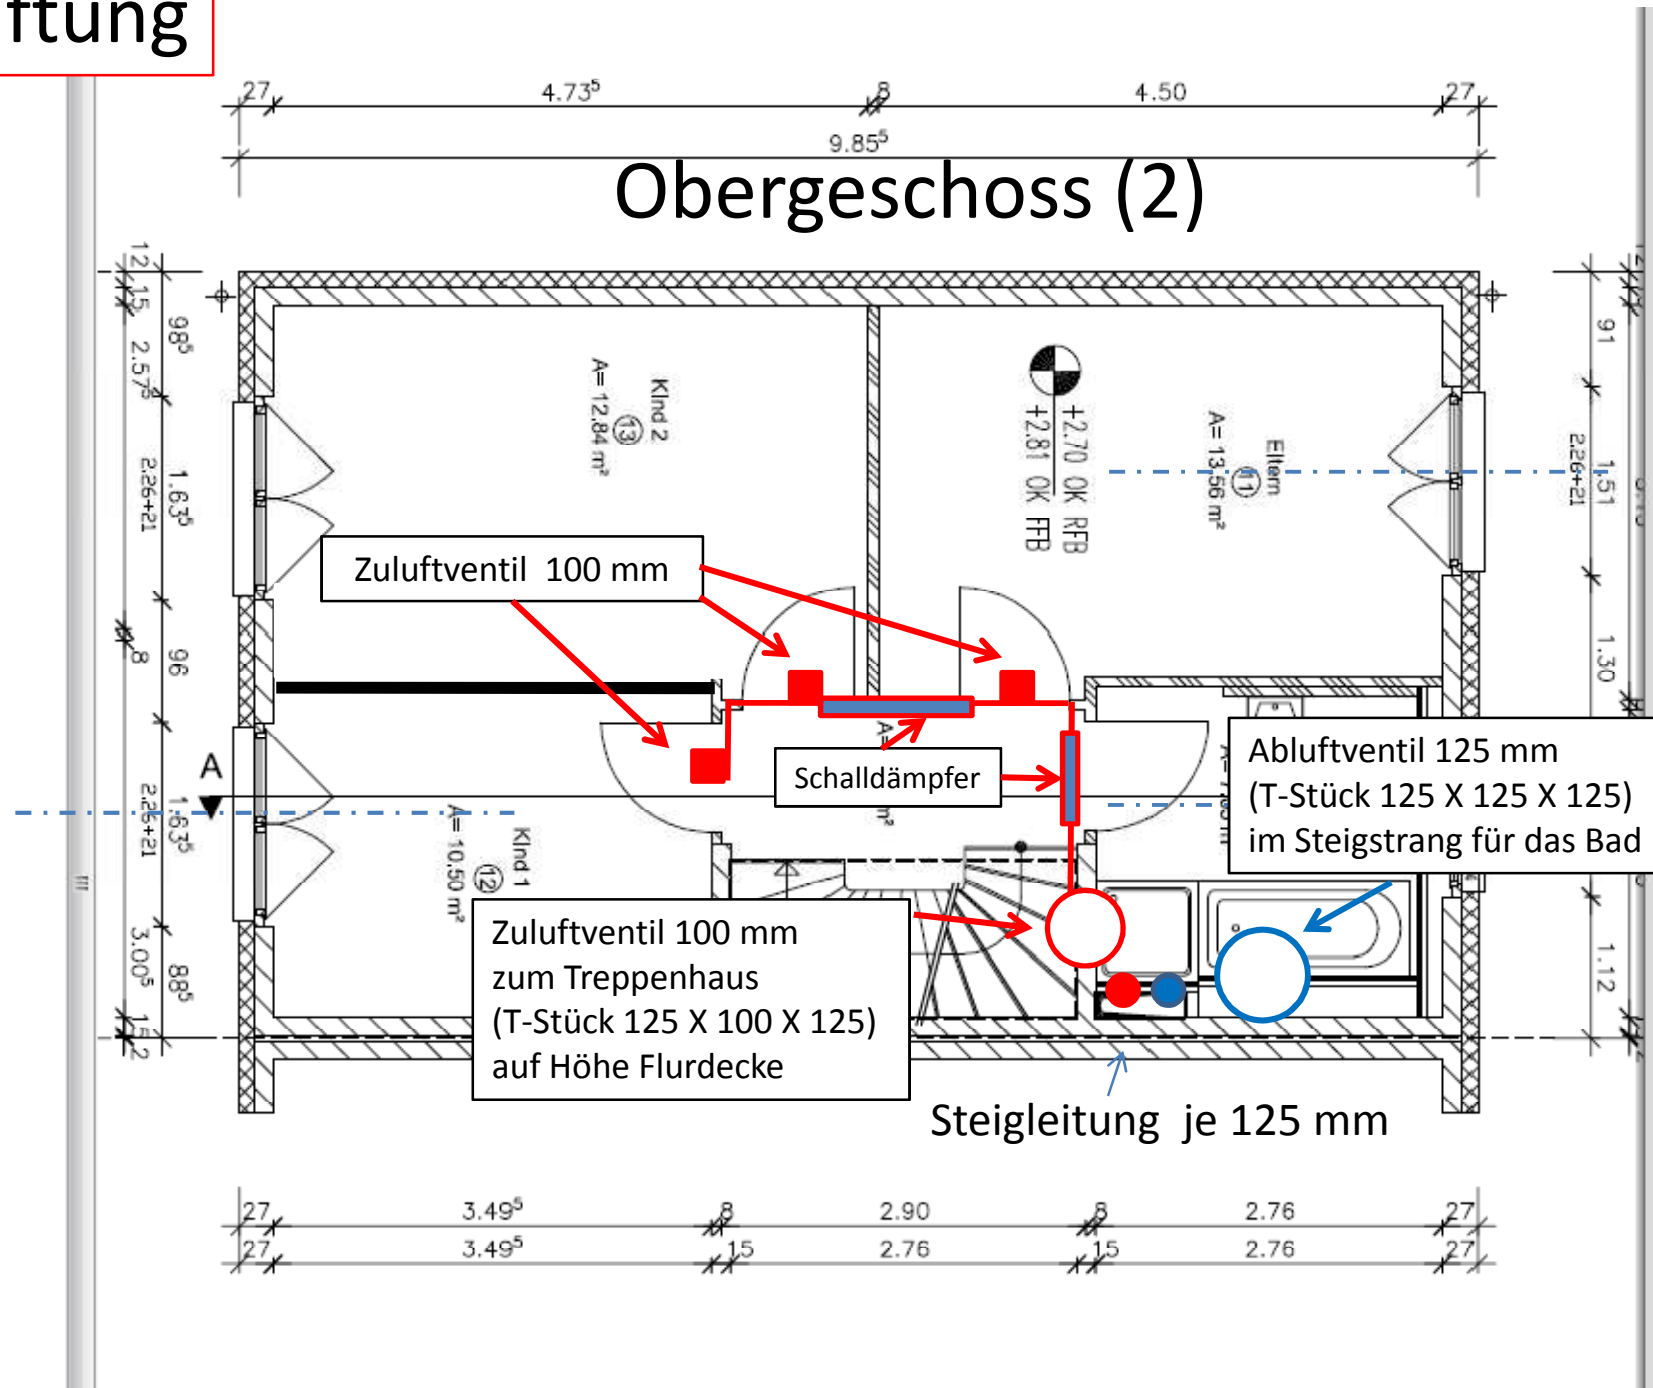 ftung
27 4.73⁵ 8 4.50 27
9.85⁵
Obergeschoss (2)
12
15
98⁵
2.57⁵
1.63⁵
2.26+21
96
8
1.63⁵
2.26+21
3.00⁵
88⁵
15
12
91
1.51
2.26+21
1.30
1.12
Kind 2
13
A= 12.84 m²
+2.70 OK RFB
+2.81 OK FFB
Eltern
11
A= 13.56 m²
Zuluftventil 100 mm
A=
m²
Schalldämpfer
Abluftventil 125 mm
(T-Stück 125 X 125 X 125)
im Steigstrang für das Bad
A
Kind 1
12
A= 10.50 m²
Zuluftventil 100 mm
zum Treppenhaus
(T-Stück 125 X 100 X 125)
auf Höhe Flurdecke
Steigleitung je 125 mm
27 3.49⁵ 8 2.90 8 2.76 27
27 3.49⁵ 15 2.76 15 2.76 27